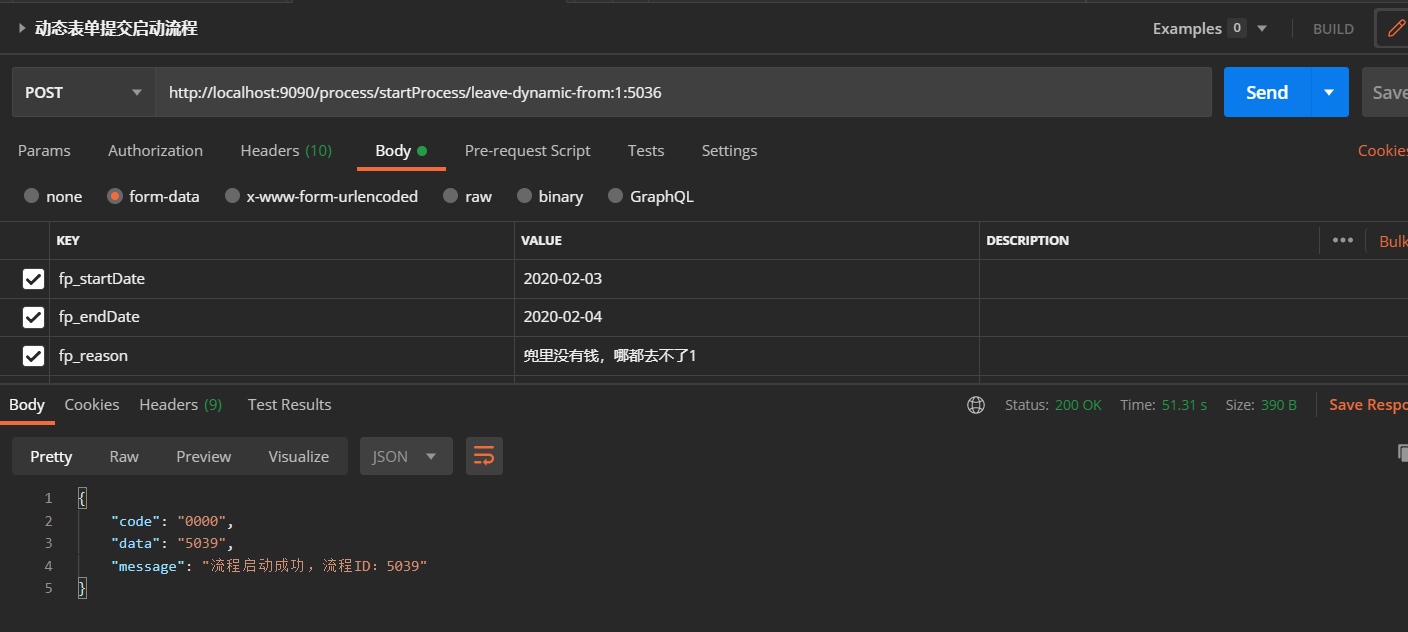 动态表单提交启动流程 Examples 0 BUILD
POST http://localhost:9090/process/startProcess/leave-dynamic-from:1:5036 Send Save
Params Authorization Headers (10) Body Pre-request Script Tests Settings Cookies
none form-data x-www-form-urlencoded raw binary GraphQL
KEY VALUE DESCRIPTION ••• Bulk
fp_startDate 2020-02-03
fp_endDate 2020-02-04
fp_reason 兜里没有钱，哪都去不了1
Body Cookies Headers (9) Test Results Status: 200 OK Time: 51.31 s Size: 390 B Save Respo
Pretty Raw Preview Visualize JSON
1 {
2 "code": "0000",
3 "data": "5039",
4 "message": "流程启动成功，流程ID：5039"
5 }